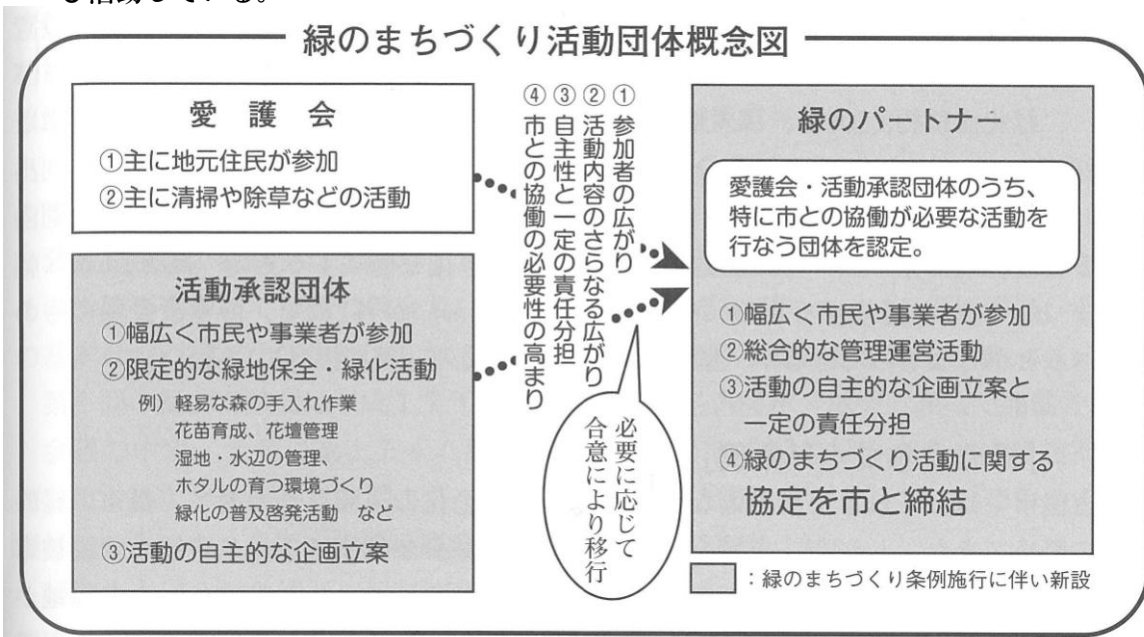 も活動している。
緑のまちづくり活動団体概念図
愛護会
①主に地元住民が参加
②主に清掃や除草などの活動
活動承認団体
①幅広く市民や事業者が参加
②限定的な緑地保全・緑化活動
例）軽易な森の手入れ作業
花苗育成、花壇管理
湿地・水辺の管理、
ホタルの育つ環境づくり
緑化の普及啓発活動　など
③活動の自主的な企画立案
①参加者の広がり
②活動内容のさらなる広がり
③自主性と一定の責任分担
④市との協働の必要性の高まり
必要に応じて
合意により移行
緑のパートナー
愛護会・活動承認団体のうち、
特に市との協働が必要な活動を
行なう団体を認定。
①幅広く市民や事業者が参加
②総合的な管理運営活動
③活動の自主的な企画立案と
一定の責任分担
④緑のまちづくり活動に関する
協定を市と締結
：緑のまちづくり条例施行に伴い新設